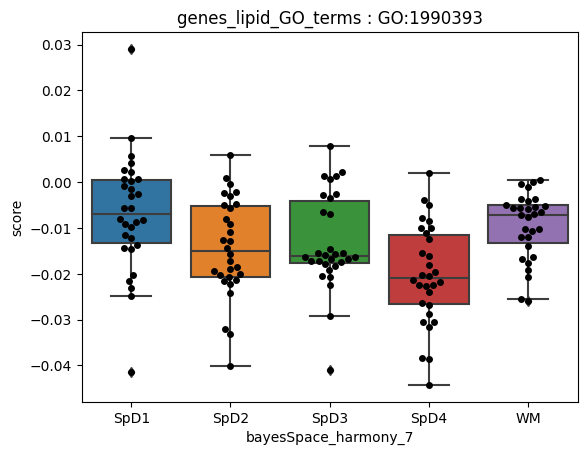 genes_lipid_GO_terms : GO:1990393
0.03
0.02
0.01
0.00
−0.01
−0.02
−0.03
−0.04
score
SpD1 SpD2 SpD3 SpD4 WM
bayesSpace_harmony_7